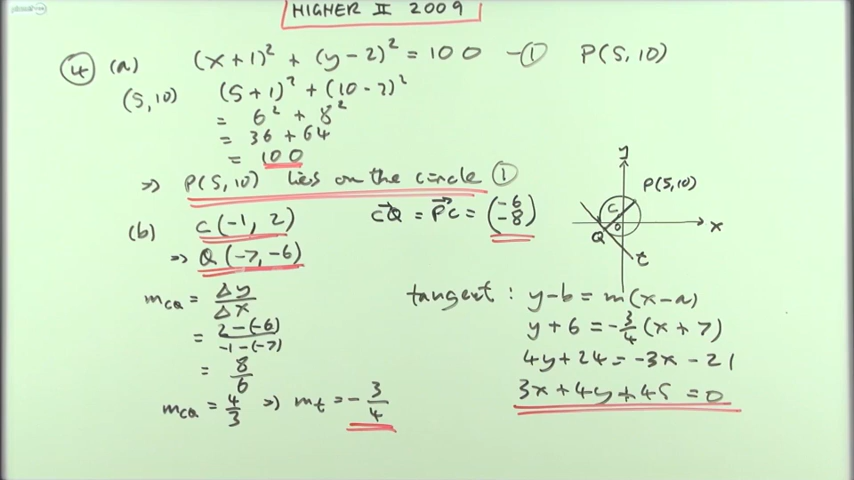 HIGHER II 2009
4 (a) (x+1)² + (y-2)² = 100 -① P(5,10)
(5,10) (5+1)² + (10-2)²
= 6² + 8²
= 36 + 64
= 100
⇒ P(5,10) lies on the circle ①
(b) C(-1, 2) CQ = PC = (-6 -8)
⇒ Q(-7, -6)
m CQ = Δy/Δx
= 2-(-6)/-1-(-7)
= 8/6
m CQ = 4/3 ⇒ m t = -3/4
y
P(5,10)
C
O
x
Q
t
tangent : y-b = m(x-a)
y+6 = -3/4(x+7)
4y+24 = -3x-21
3x+4y+45 = 0